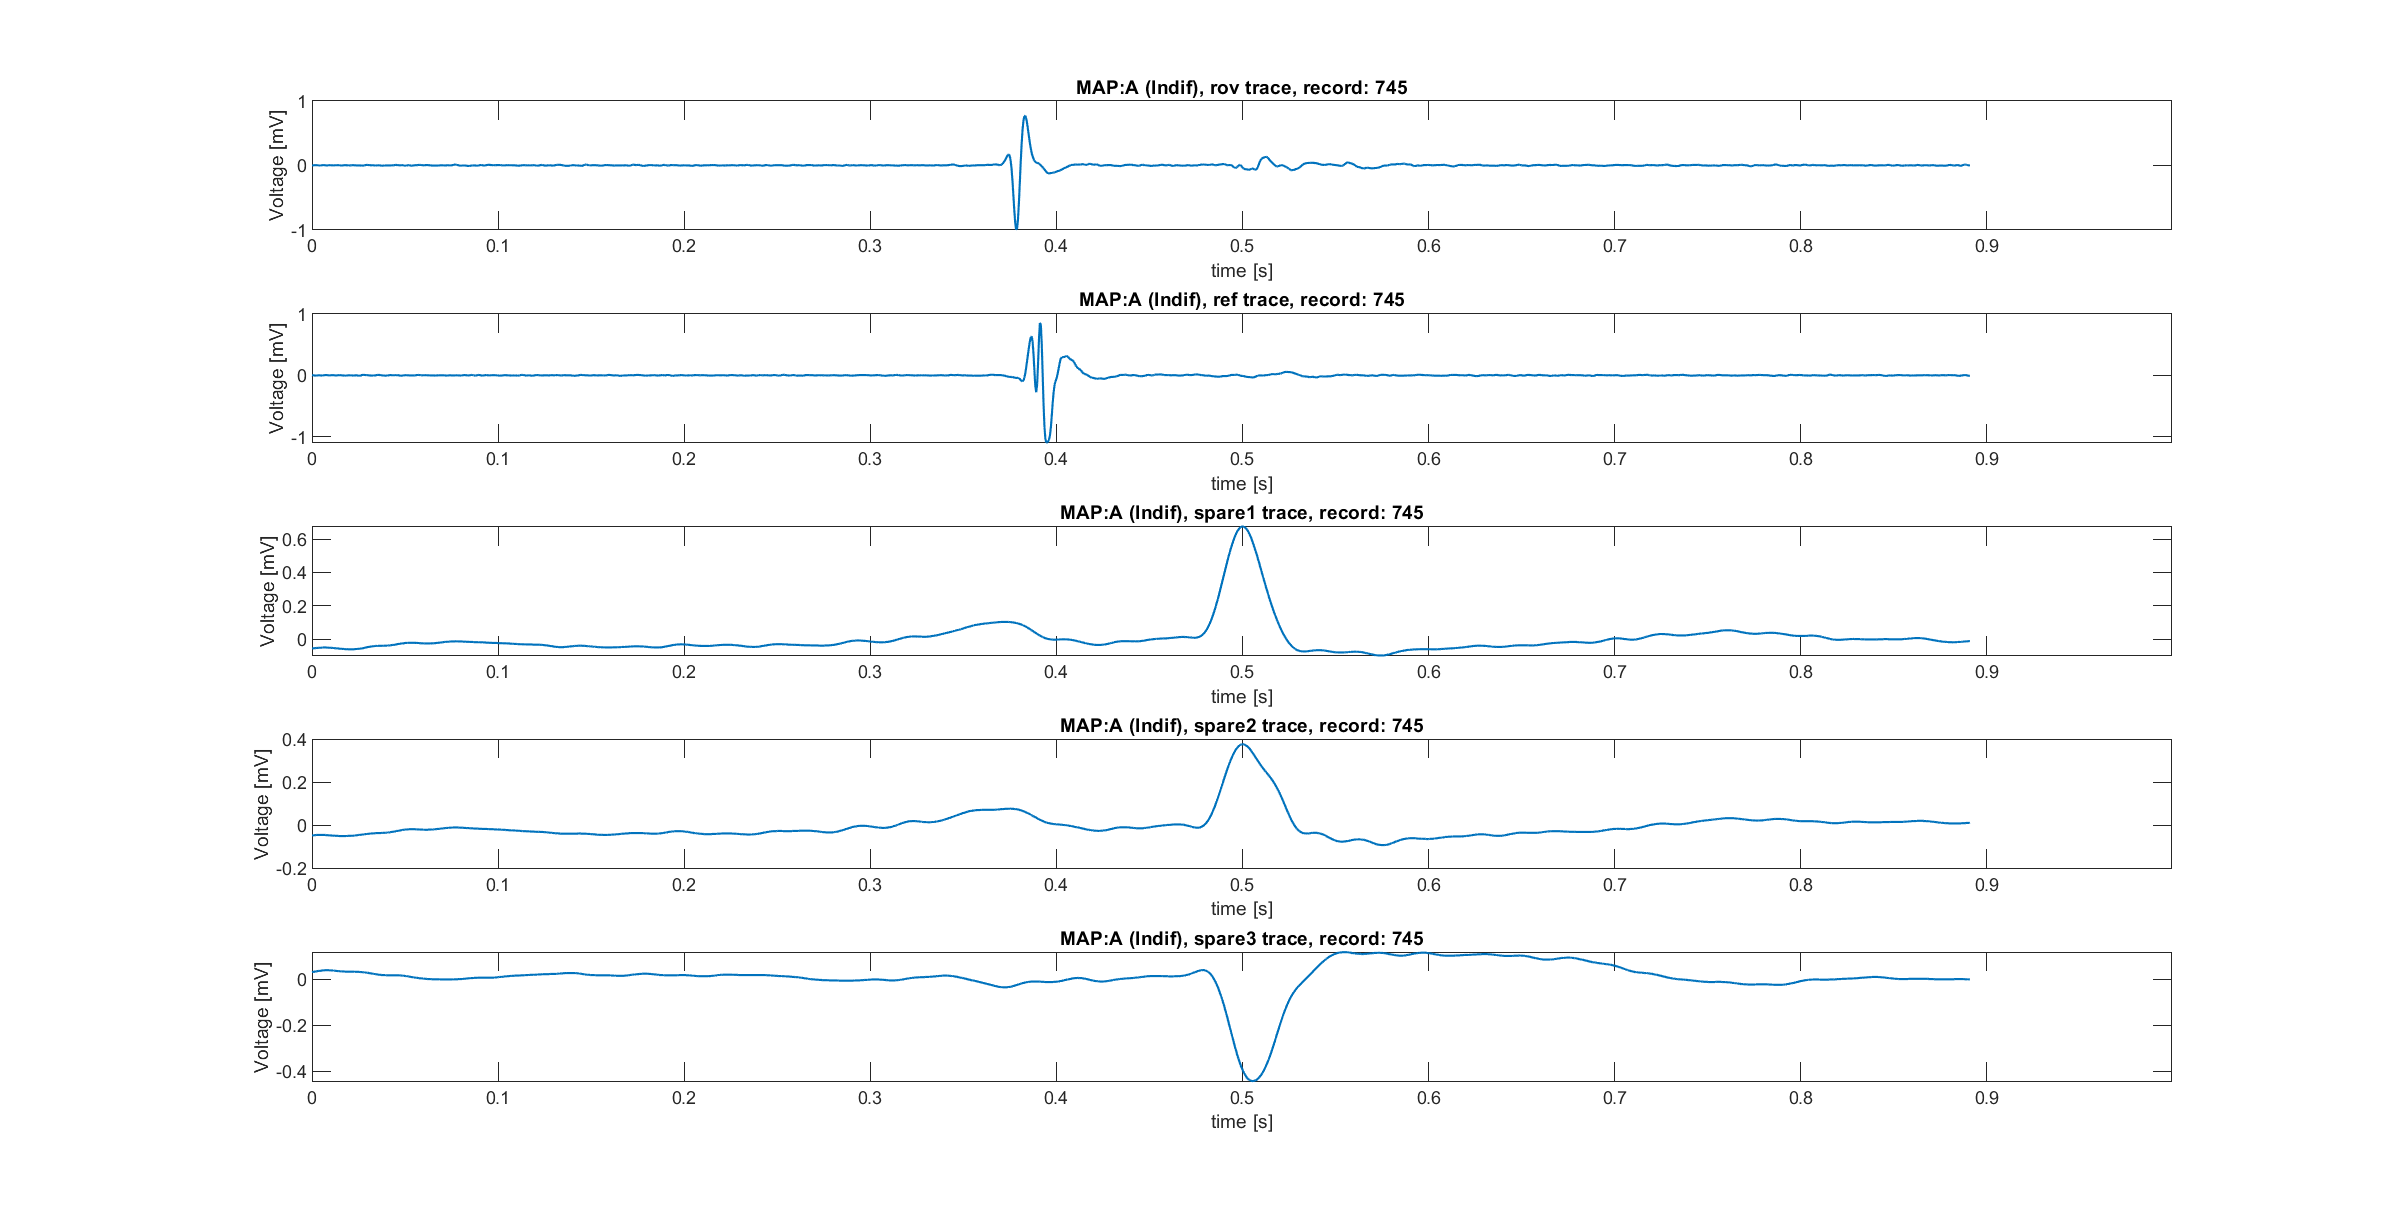 MAP:A (Indif), rov trace, record: 745
Voltage [mV]
1
0
-1
0 0.1 0.2 0.3 0.4 0.5 0.6 0.7 0.8 0.9
time [s]
MAP:A (Indif), ref trace, record: 745
Voltage [mV]
1
0
-1
0 0.1 0.2 0.3 0.4 0.5 0.6 0.7 0.8 0.9
time [s]
MAP:A (Indif), spare1 trace, record: 745
Voltage [mV]
0.6
0.4
0.2
0
0 0.1 0.2 0.3 0.4 0.5 0.6 0.7 0.8 0.9
time [s]
MAP:A (Indif), spare2 trace, record: 745
Voltage [mV]
0.4
0.2
0
-0.2
0 0.1 0.2 0.3 0.4 0.5 0.6 0.7 0.8 0.9
time [s]
MAP:A (Indif), spare3 trace, record: 745
Voltage [mV]
0
-0.2
-0.4
0 0.1 0.2 0.3 0.4 0.5 0.6 0.7 0.8 0.9
time [s]